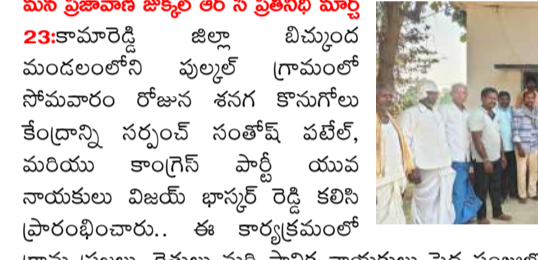 మన ప్రజావాణి జుక్కల్ ఆర్ సి ప్రతినిధి మార్చి
23:కామారెడ్డి జిల్లా బిచ్కుంద
మండలంలోని పుల్కల్ గ్రామంలో
సోమవారం రోజున శనగ కొనుగోలు
కేంద్రాన్ని సర్పంచ్ సంతోష్ పటేల్,
మరియు కాంగ్రెస్ పార్టీ యువ
నాయకులు విజయ్ భాస్కర్ రెడ్డి కలిసి
ప్రారంభించారు.. ఈ కార్యక్రమంలో